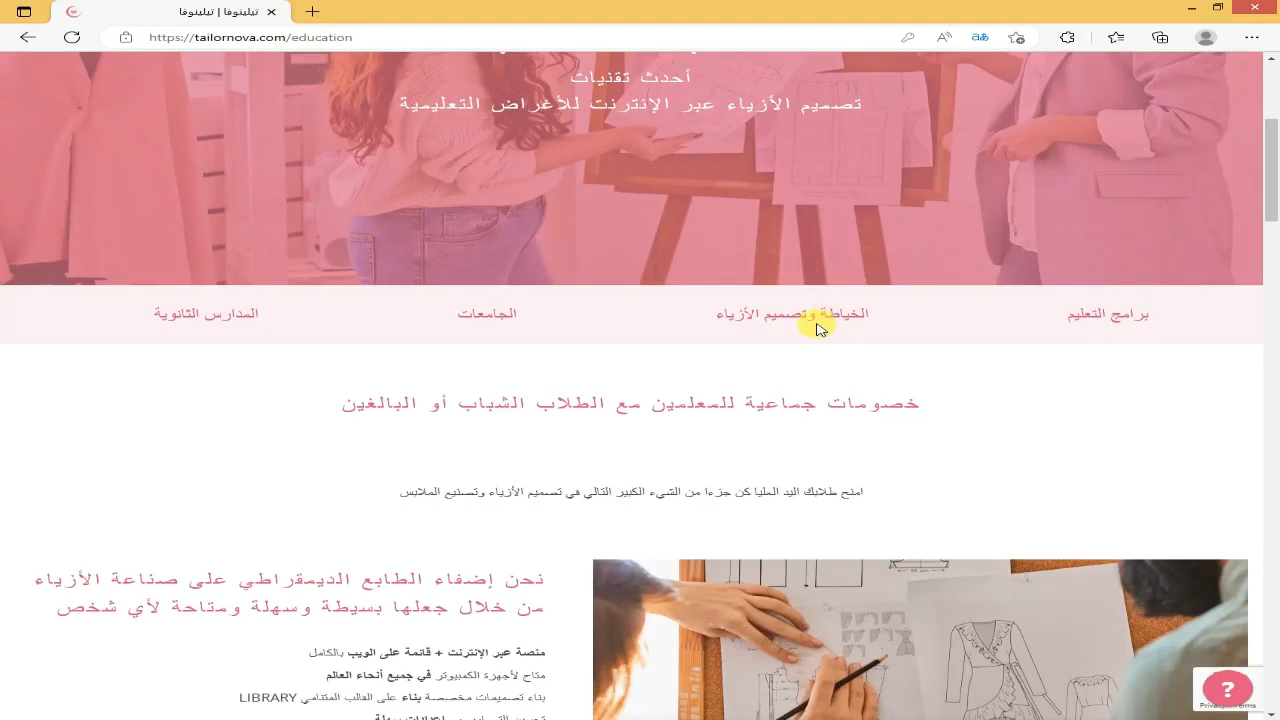 تيلينوفا | تيلينوفا
https://tailornova.com/education
أحدث تقنيات
تصميم الأزياء عبر الإنترنت للأغراض التعليمية
برامج التعليم
الخياطة وتصميم الأزياء
الجامعات
المدارس الثانوية
خصومات جماعية للمعلمين مع الطلاب الشباب أو البالغين
امنح طلابك اليد العليا كن جزءا من الشيء الكبير التالي في تصميم الأزياء وتصنيع الملابس
نحن إضفاء الطابع الديمقراطي على صناعة الأزياء
من خلال جعلها بسيطة وسهلة ومتاحة لأي شخص
منصة عبر الإنترنت + قائمة على الويب بالكامل
متاح لأجهزة الكمبيوتر في جميع أنحاء العالم
بناء تصميمات مخصصة بناء على القالب المتنامي LIBRARY